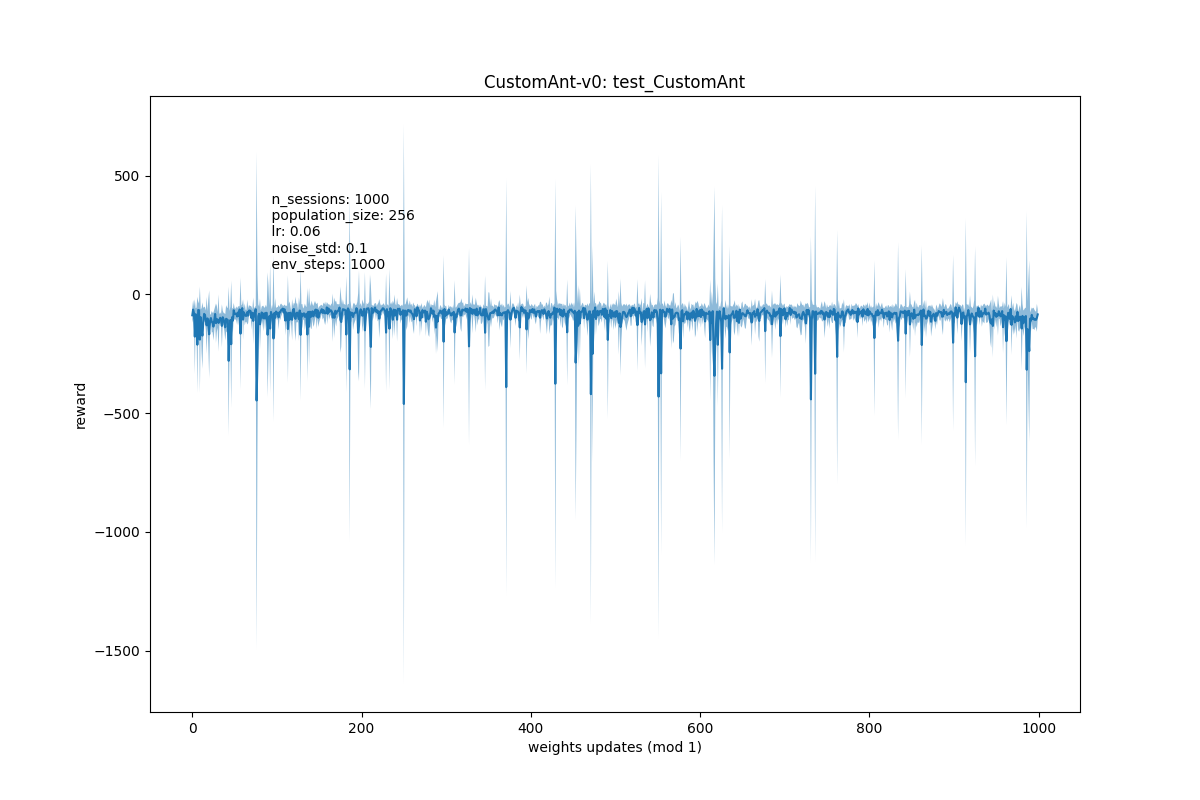 CustomAnt-v0: test_CustomAnt
n_sessions: 1000
population_size: 256
lr: 0.06
noise_std: 0.1
env_steps: 1000
reward
500
0
−500
−1000
−1500
0 200 400 600 800 1000
weights updates (mod 1)